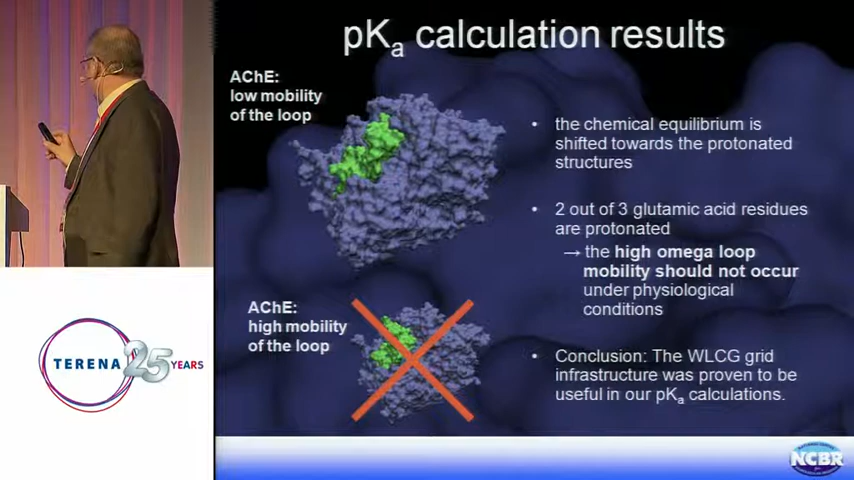 pKa calculation results
AChE:
low mobility
of the loop
• the chemical equilibrium is
shifted towards the protonated
structures
• 2 out of 3 glutamic acid residues
are protonated
→ the high omega loop
mobility should not occur
under physiological
conditions
AChE:
high mobility
of the loop
• Conclusion: The WLCG grid
infrastructure was proven to be
useful in our pKa calculations.
TERENA 25 YEARS
NCBR